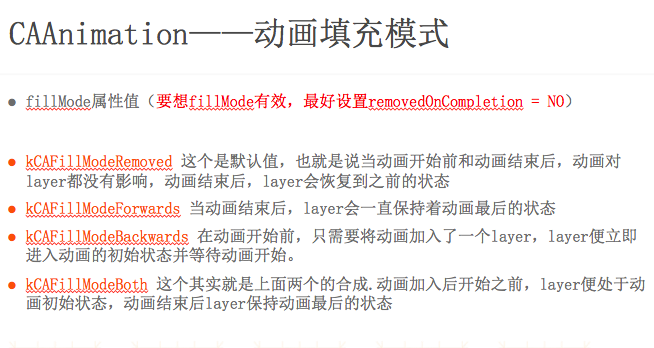 CAAnimation——动画填充模式
● fillMode属性值（要想fillMode有效，最好设置removedOnCompletion = NO）
● kCAFillModeRemoved 这个是默认值，也就是说当动画开始前和动画结束后，动画对
layer都没有影响，动画结束后，layer会恢复到之前的状态
● kCAFillModeForwards 当动画结束后，layer会一直保持着动画最后的状态
● kCAFillModeBackwards 在动画开始前，只需要将动画加入了一个layer，layer便立即
进入动画的初始状态并等待动画开始。
● kCAFillModeBoth 这个其实就是上面两个的合成.动画加入后开始之前，layer便处于动
画初始状态，动画结束后layer保持动画最后的状态